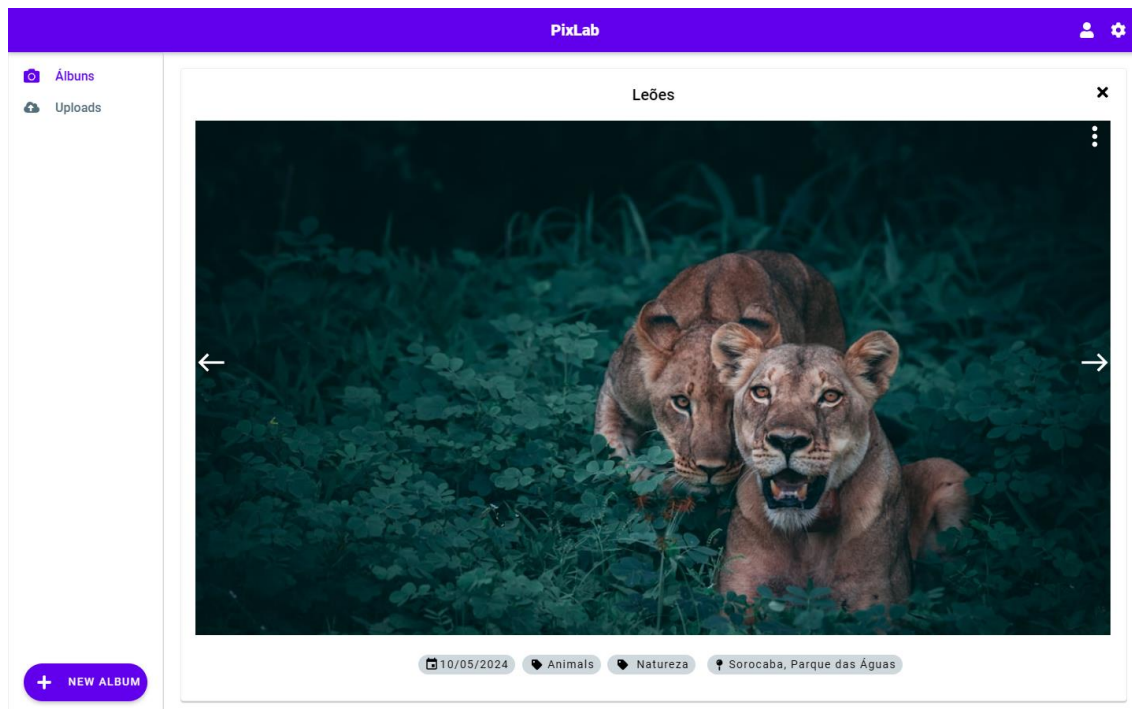 PixLab
Álbuns
Uploads
Leões
10/05/2024 Animals Natureza Sorocaba, Parque das Águas
NEW ALBUM